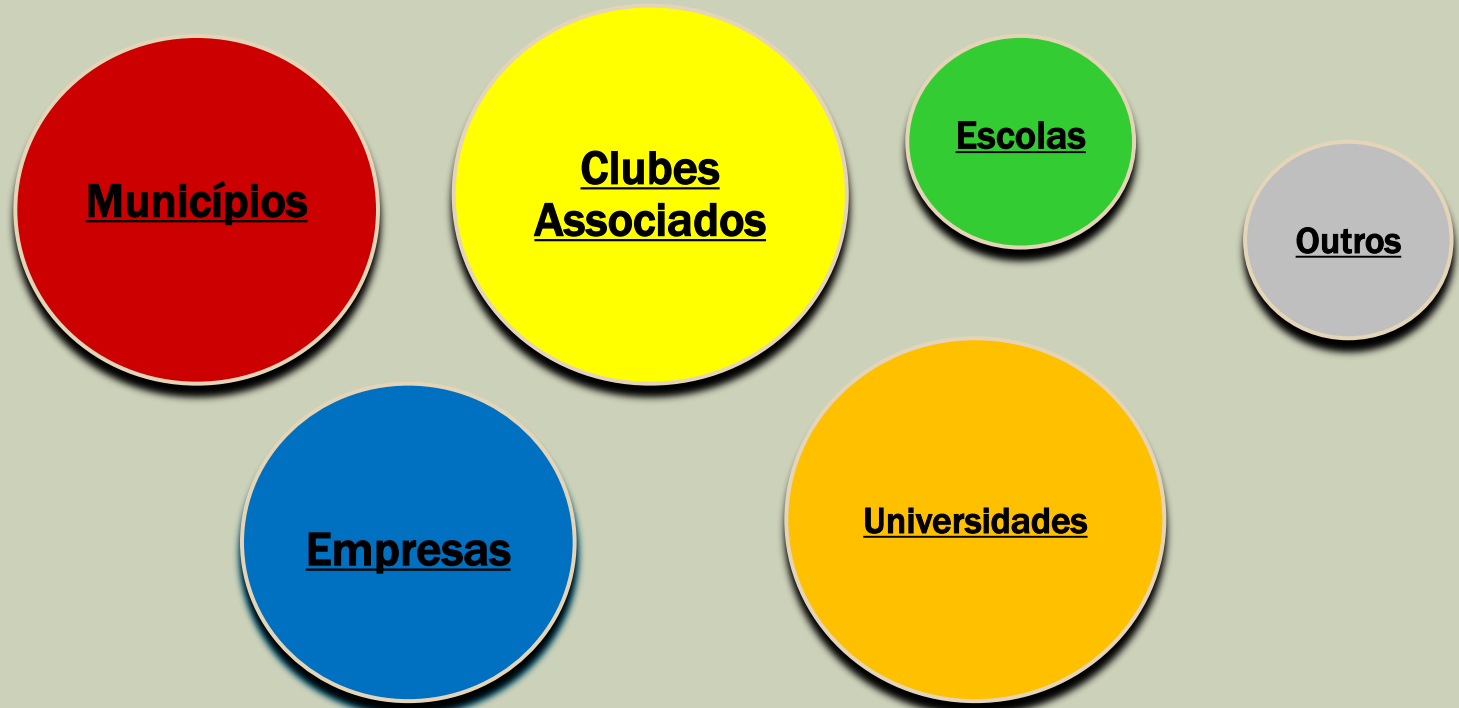 Municípios
Clubes
Associados
Escolas
Outros
Empresas
Universidades